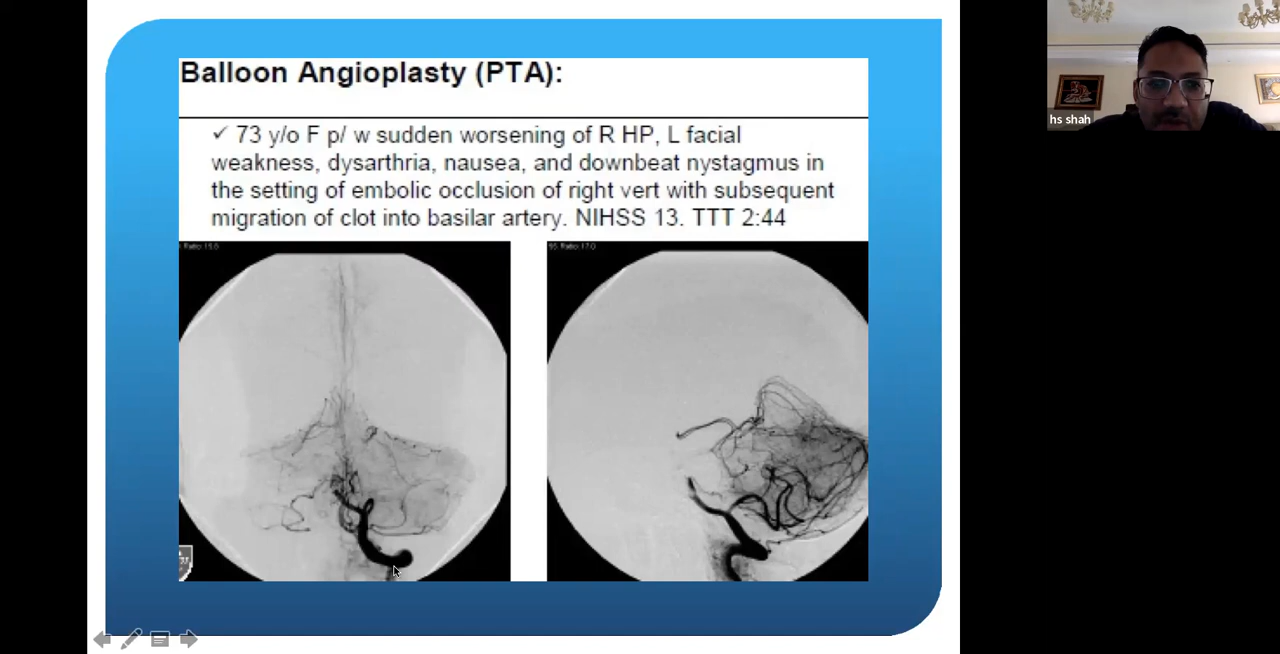 Balloon Angioplasty (PTA):
✓ 73 y/o F p/ w sudden worsening of R HP, L facial
weakness, dysarthria, nausea, and downbeat nystagmus in
the setting of embolic occlusion of right vert with subsequent
migration of clot into basilar artery. NIHSS 13. TTT 2:44
hs shah